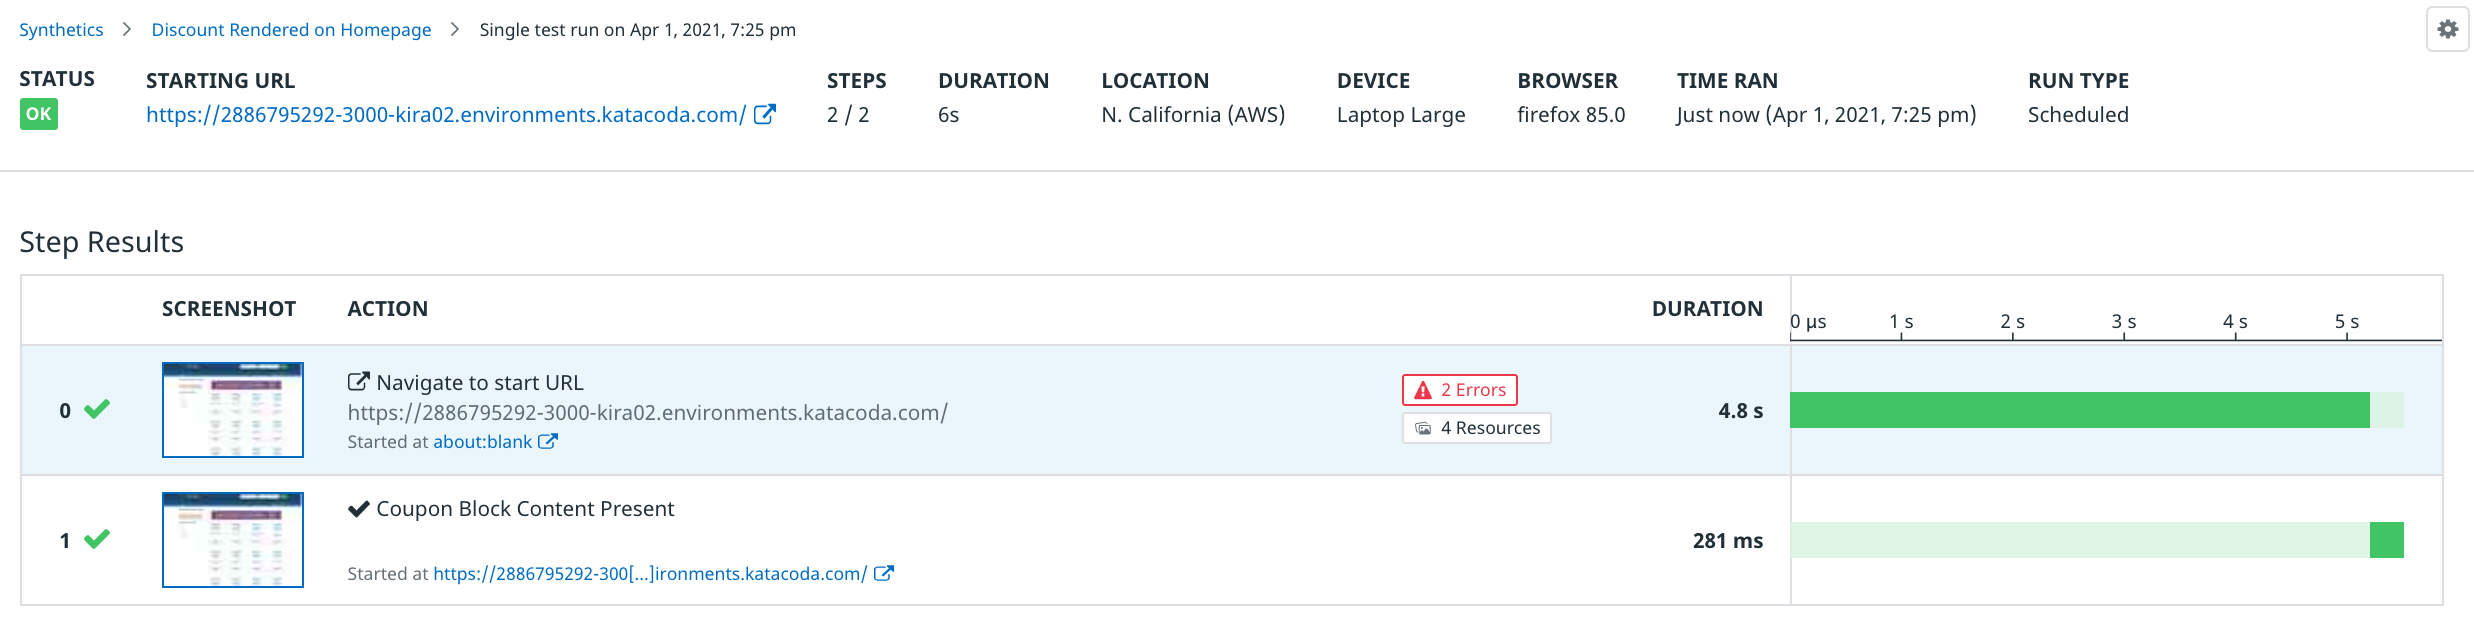 Synthetics > Discount Rendered on Homepage > Single test run on Apr 1, 2021, 7:25 pm
STATUS STARTING URL STEPS DURATION LOCATION DEVICE BROWSER TIME RAN RUN TYPE
OK https://2886795292-3000-kira02.environments.katacoda.com/ 2 / 2 6s N. California (AWS) Laptop Large firefox 85.0 Just now (Apr 1, 2021, 7:25 pm) Scheduled
Step Results
SCREENSHOT ACTION DURATION
0 µs 1 s 2 s 3 s 4 s 5 s
0 Navigate to start URL 2 Errors 4.8 s
https://2886795292-3000-kira02.environments.katacoda.com/ 4 Resources
Started at about:blank
1 Coupon Block Content Present 281 ms
Started at https://2886795292-300[...]ironments.katacoda.com/